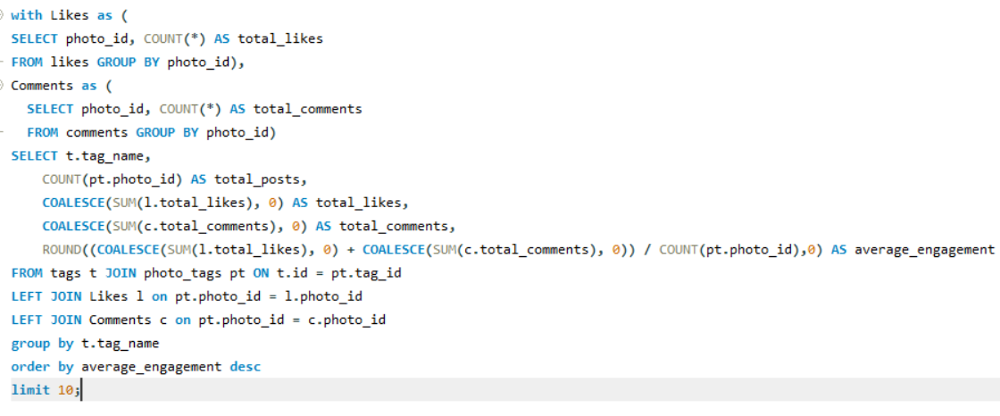 with Likes as (
SELECT photo_id, COUNT(*) AS total_likes
FROM likes GROUP BY photo_id),
Comments as (
  SELECT photo_id, COUNT(*) AS total_comments
  FROM comments GROUP BY photo_id)
SELECT t.tag_name,
    COUNT(pt.photo_id) AS total_posts,
    COALESCE(SUM(l.total_likes), 0) AS total_likes,
    COALESCE(SUM(c.total_comments), 0) AS total_comments,
    ROUND((COALESCE(SUM(l.total_likes), 0) + COALESCE(SUM(c.total_comments), 0)) / COUNT(pt.photo_id),0) AS average_engagement
FROM tags t JOIN photo_tags pt ON t.id = pt.tag_id
LEFT JOIN Likes l on pt.photo_id = l.photo_id
LEFT JOIN Comments c on pt.photo_id = c.photo_id
group by t.tag_name
order by average_engagement desc
limit 10;